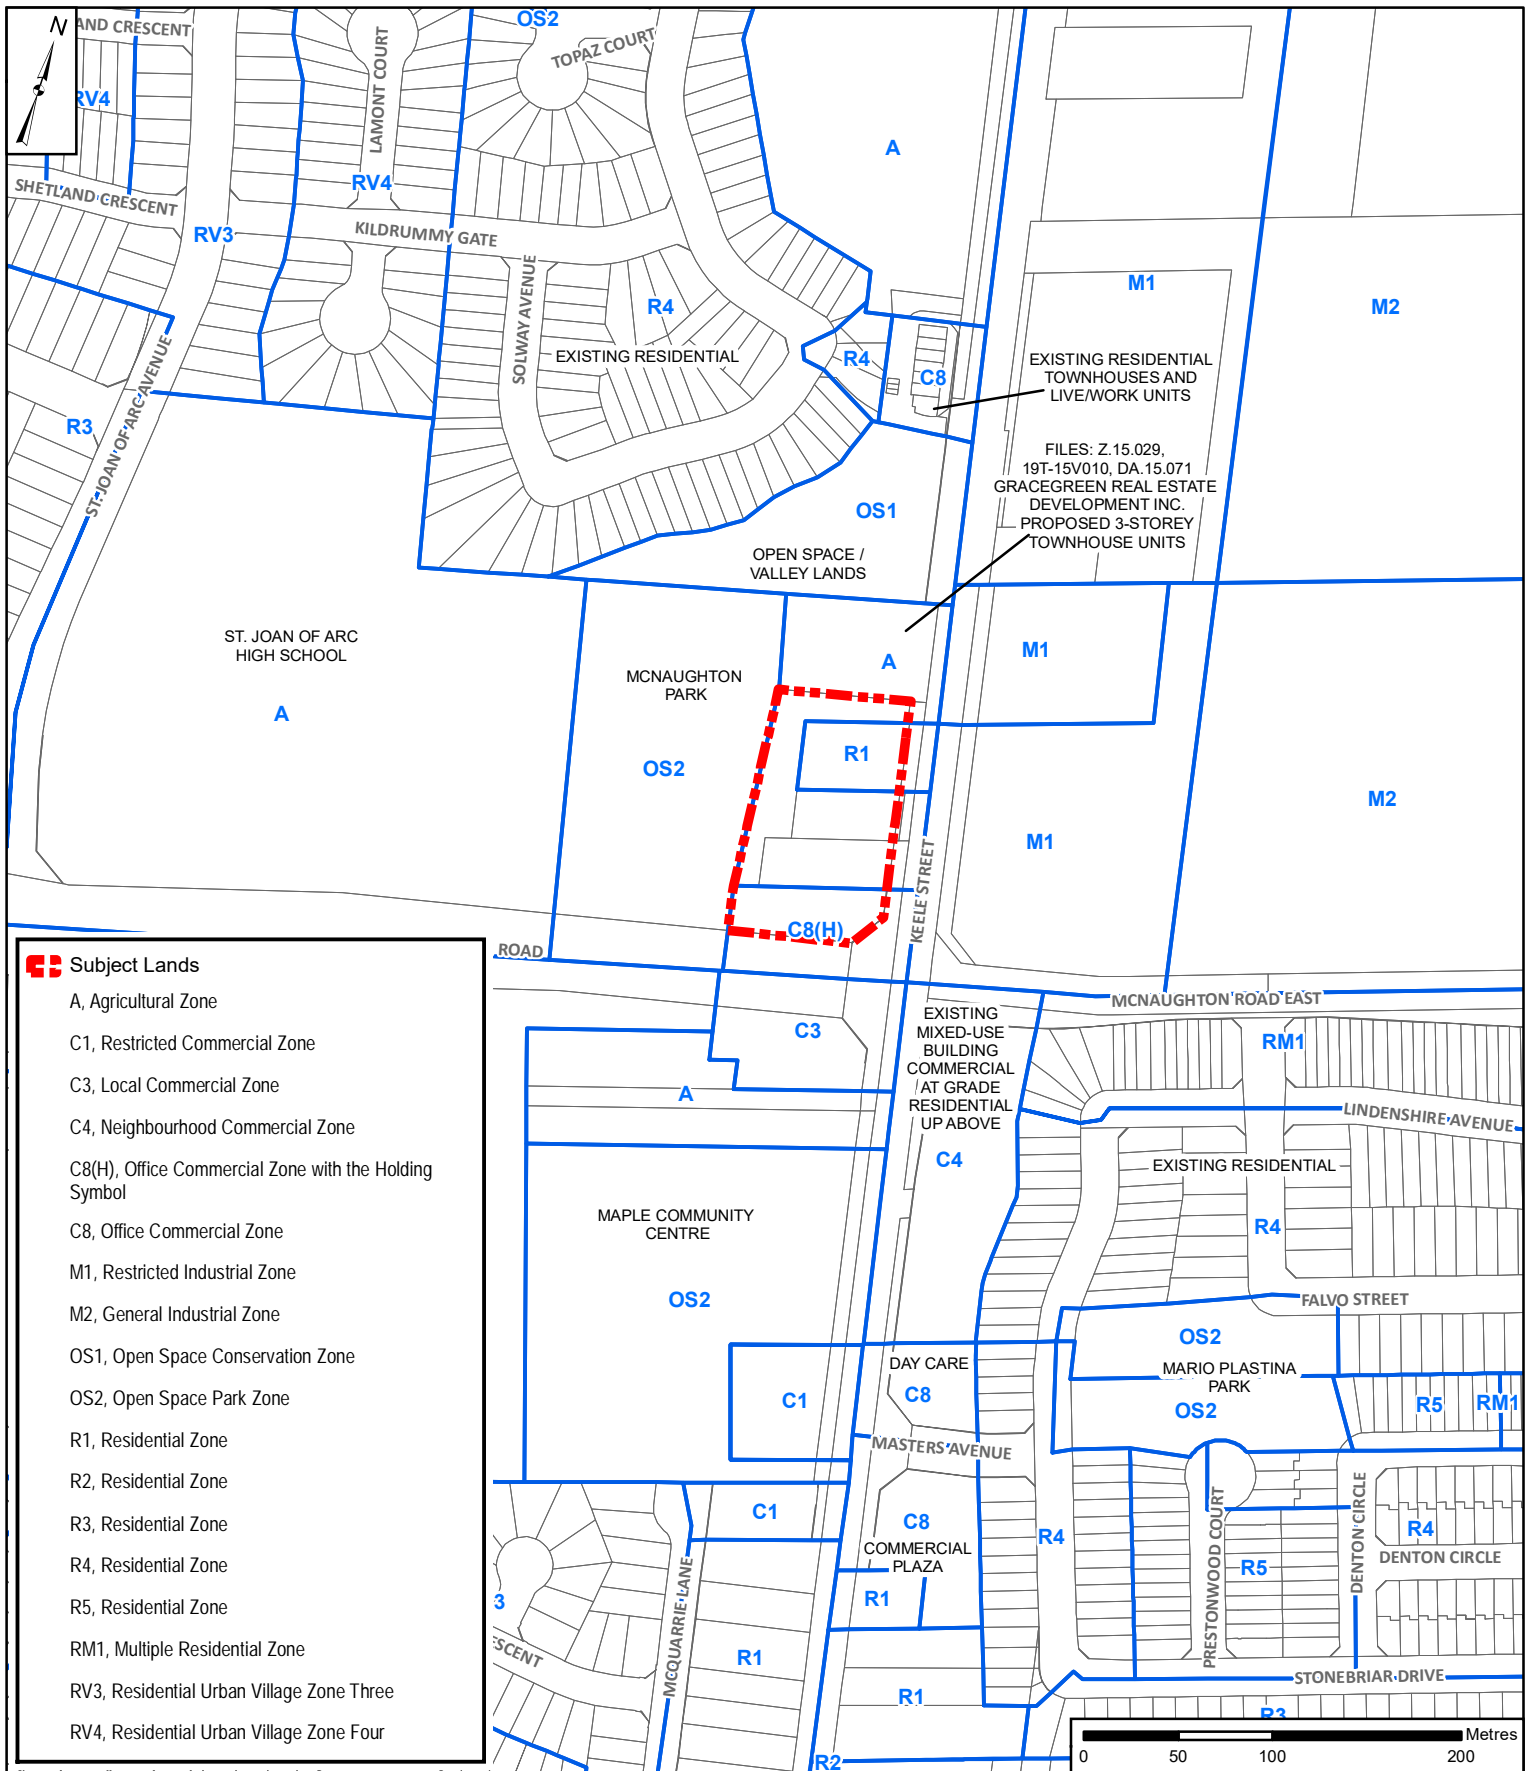 N
AND CRESCENT
OS2
TOPAZ COURT
LAMONT COURT
RV4
A
RV4
SHETLAND CRESCENT
RV3
KILDRUMMY GATE
SOLWAY AVENUE
R4
M1
M2
EXISTING RESIDENTIAL
R4
C8
EXISTING RESIDENTIAL
TOWNHOUSES AND
LIVE/WORK UNITS
ST. JOAN OF ARC AVENUE
R3
FILES: Z.15.029,
19T-15V010, DA.15.071
GRACEGREEN REAL ESTATE
DEVELOPMENT INC.
PROPOSED 3-STOREY
TOWNHOUSE UNITS
OS1
OPEN SPACE /
VALLEY LANDS
ST. JOAN OF ARC
HIGH SCHOOL
A
MCNAUGHTON
PARK
OS2
A
M1
R1
M2
M1
KEELE STREET
C8(H)
ROAD
MCNAUGHTON ROAD EAST
C3
EXISTING
MIXED-USE
BUILDING
COMMERCIAL
AT GRADE
RESIDENTIAL
UP ABOVE
RM1
A
LINDENSHIRE AVENUE
C4
EXISTING RESIDENTIAL
MAPLE COMMUNITY
CENTRE
R4
OS2
FALVO STREET
OS2
MARIO PLASTINA
PARK
OS2
DAY CARE
C8
C1
R5
RM1
MASTERS AVENUE
C1
C8
COMMERCIAL
PLAZA
R4
PRESTONWOOD COURT
R5
DENTON CIRCLE
R4
DENTON CIRCLE
R1
3
ESCENT
MCQUARRIE LANE
R1
R1
STONEBRIAR DRIVE
R3
R2
Subject Lands
A, Agricultural Zone
C1, Restricted Commercial Zone
C3, Local Commercial Zone
C4, Neighbourhood Commercial Zone
C8(H), Office Commercial Zone with the Holding
Symbol
C8, Office Commercial Zone
M1, Restricted Industrial Zone
M2, General Industrial Zone
OS1, Open Space Conservation Zone
OS2, Open Space Park Zone
R1, Residential Zone
R2, Residential Zone
R3, Residential Zone
R4, Residential Zone
R5, Residential Zone
RM1, Multiple Residential Zone
RV3, Residential Urban Village Zone Three
RV4, Residential Urban Village Zone Four
Metres
0 50 100 200